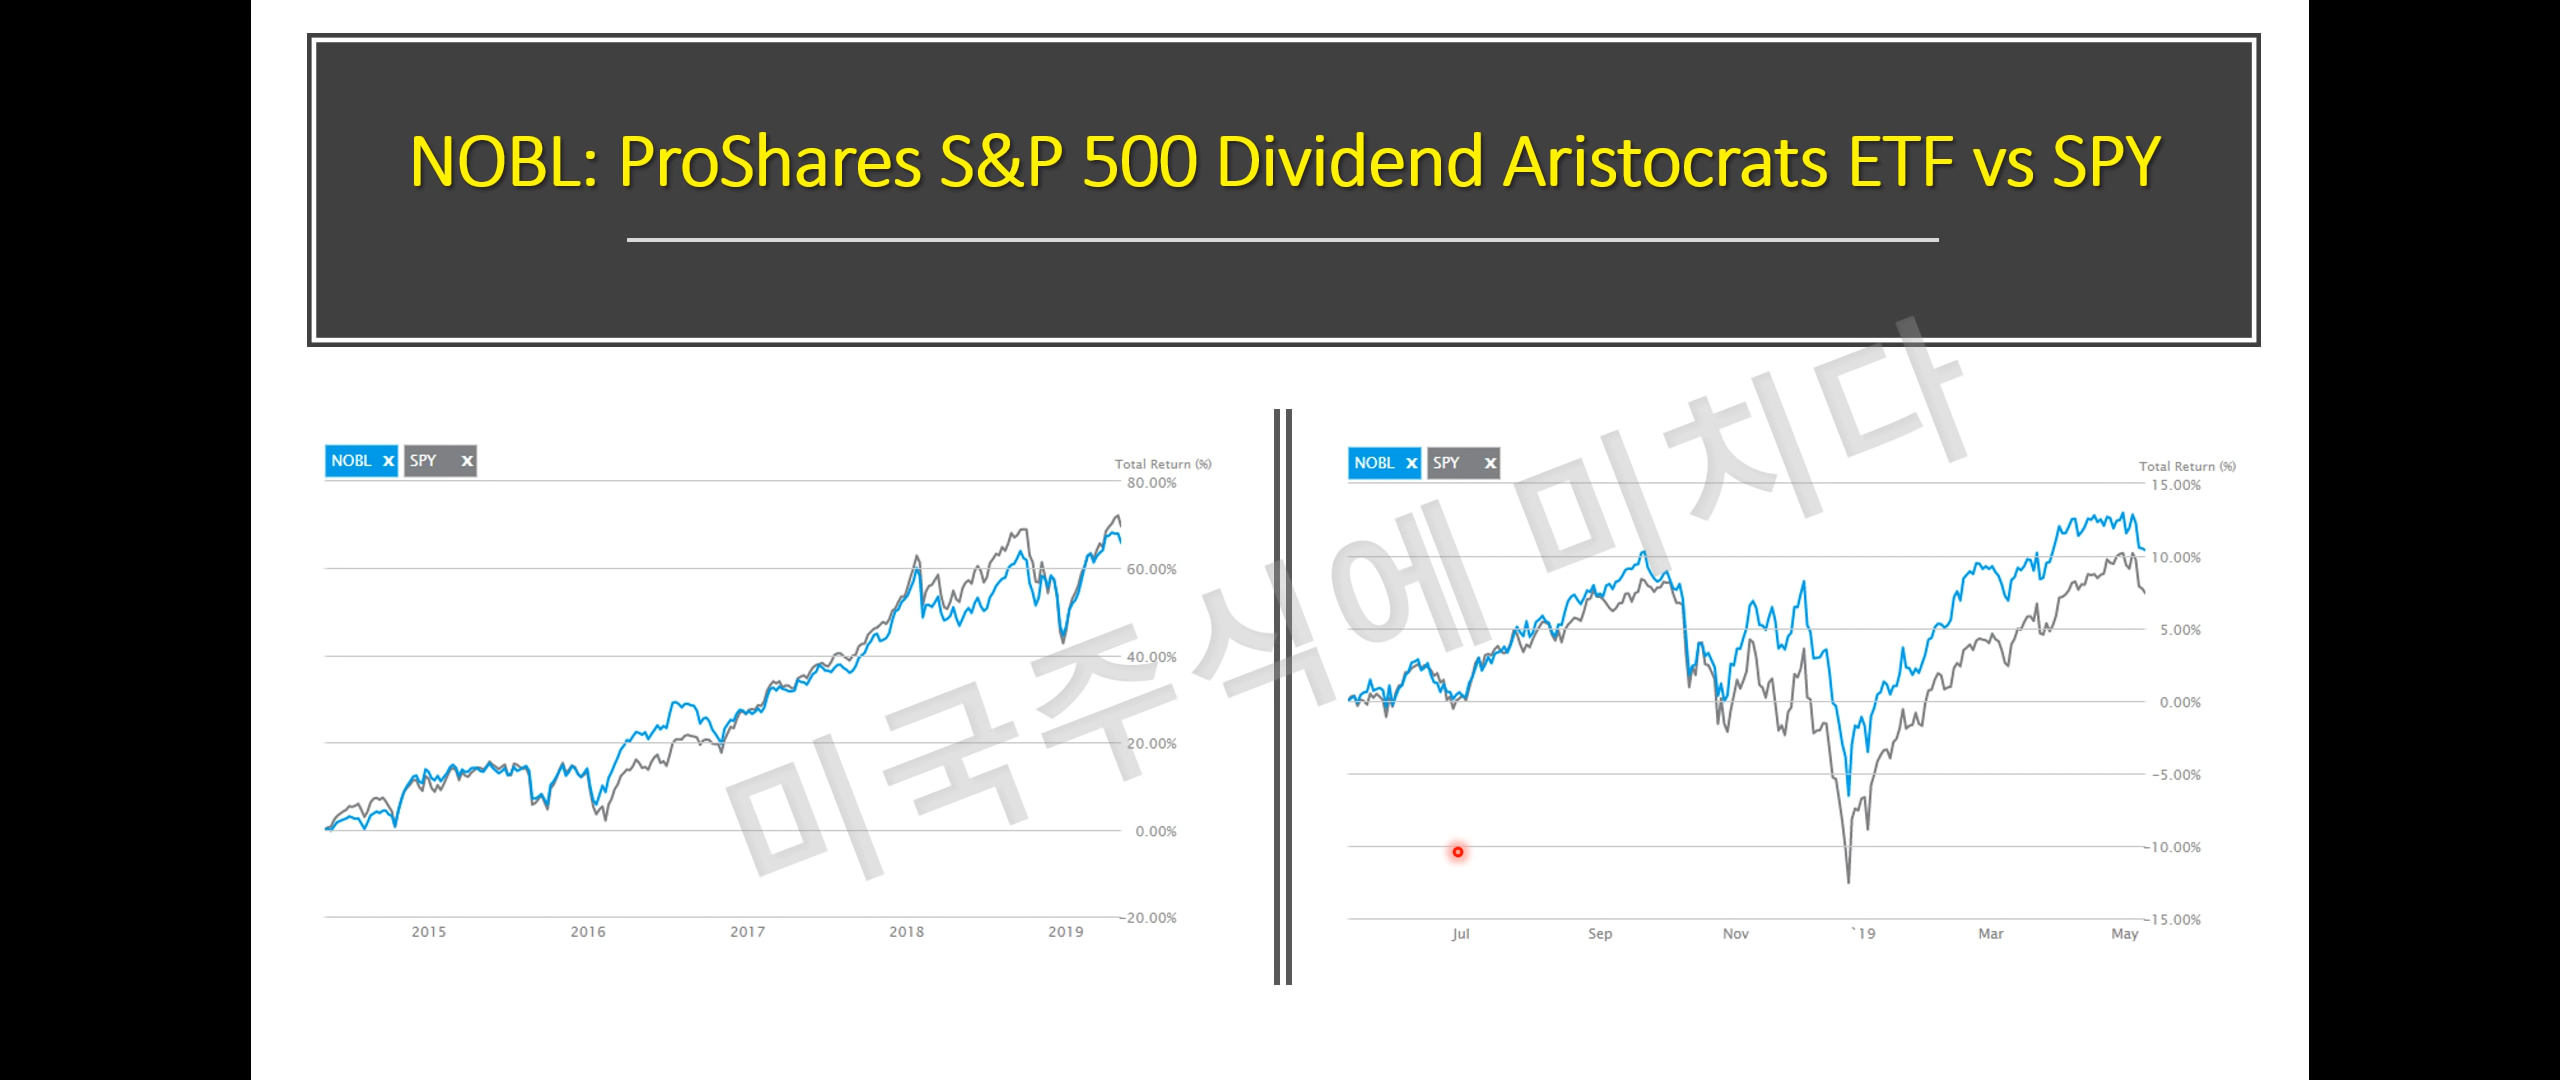 NOBL: ProShares S&P 500 Dividend Aristocrats ETF vs SPY
NOBL x SPY x
Total Return (%)
80.00%
60.00%
40.00%
20.00%
0.00%
-20.00%
2015 2016 2017 2018 2019
NOBL x SPY x
Total Return (%)
15.00%
10.00%
5.00%
0.00%
-5.00%
-10.00%
-15.00%
Jul Sep Nov `19 Mar May
미국주식에 미치다